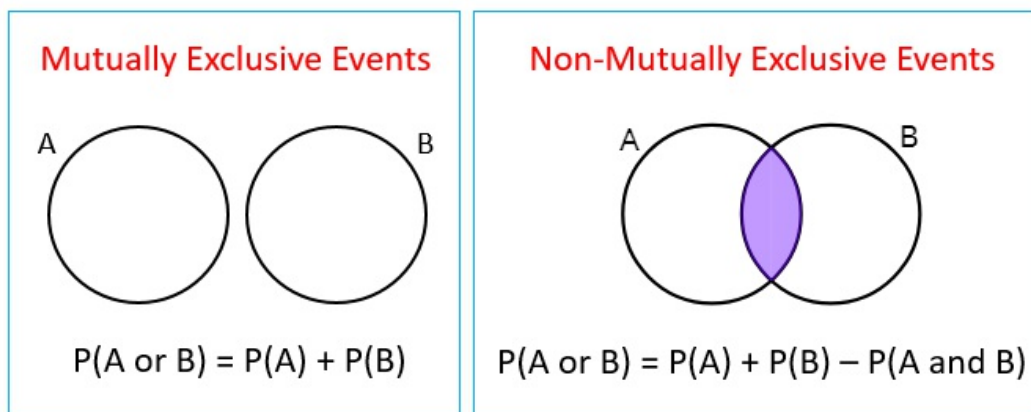 Mutually Exclusive Events
A
B
P(A or B) = P(A) + P(B)
Non-Mutually Exclusive Events
A
B
P(A or B) = P(A) + P(B) – P(A and B)